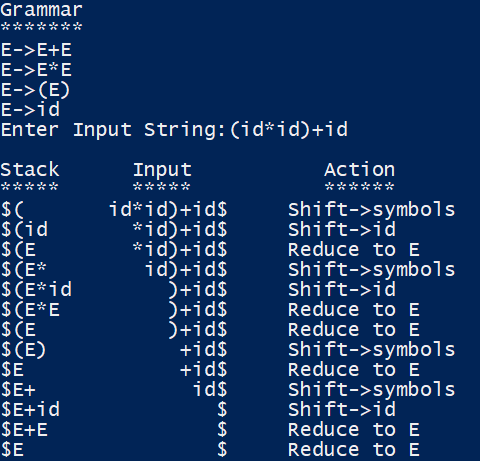 Grammar
*******
E->E+E
E->E*E
E->(E)
E->id
Enter Input String:(id*id)+id

Stack      Input           Action
*****      *****           ******
$(       id*id)+id$     Shift->symbols
$(id       *id)+id$     Shift->id
$(E        *id)+id$     Reduce to E
$(E*        id)+id$     Shift->symbols
$(E*id        )+id$     Shift->id
$(E*E         )+id$     Reduce to E
$(E           )+id$     Reduce to E
$(E)           +id$     Shift->symbols
$E             +id$     Reduce to E
$E+             id$     Shift->symbols
$E+id             $     Shift->id
$E+E              $     Reduce to E
$E                $     Reduce to E